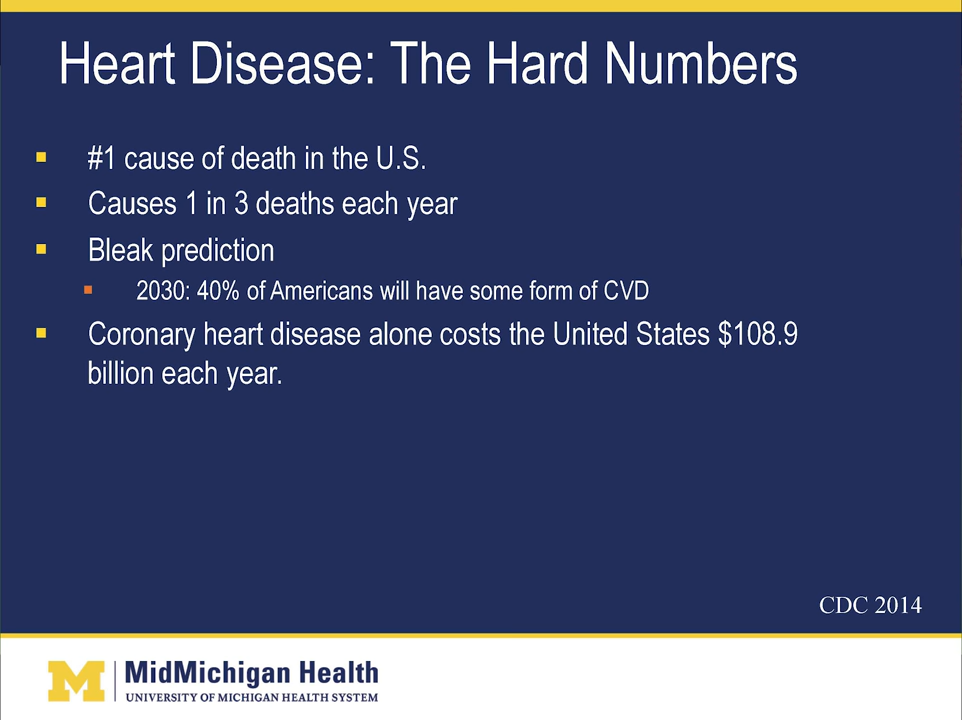 Heart Disease: The Hard Numbers
#1 cause of death in the U.S.
Causes 1 in 3 deaths each year
Bleak prediction
2030: 40% of Americans will have some form of CVD
Coronary heart disease alone costs the United States $108.9
billion each year.
CDC 2014
M
MidMichigan Health
UNIVERSITY OF MICHIGAN HEALTH SYSTEM